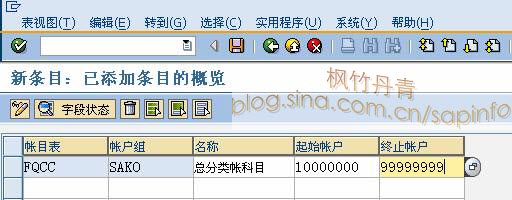 表视图(T) 编辑(E) 转到(G) 选择(C) 实用程序(U) 系统(Y) 帮助(H)
新条目: 已添加条目的概览
枫竹丹青
字段状态
blog.sina.com.cn/sapinfo
帐目表 帐户组 名称 起始帐户 终止帐户
FQCC SAKO 总分类帐科目 10000000 99999999